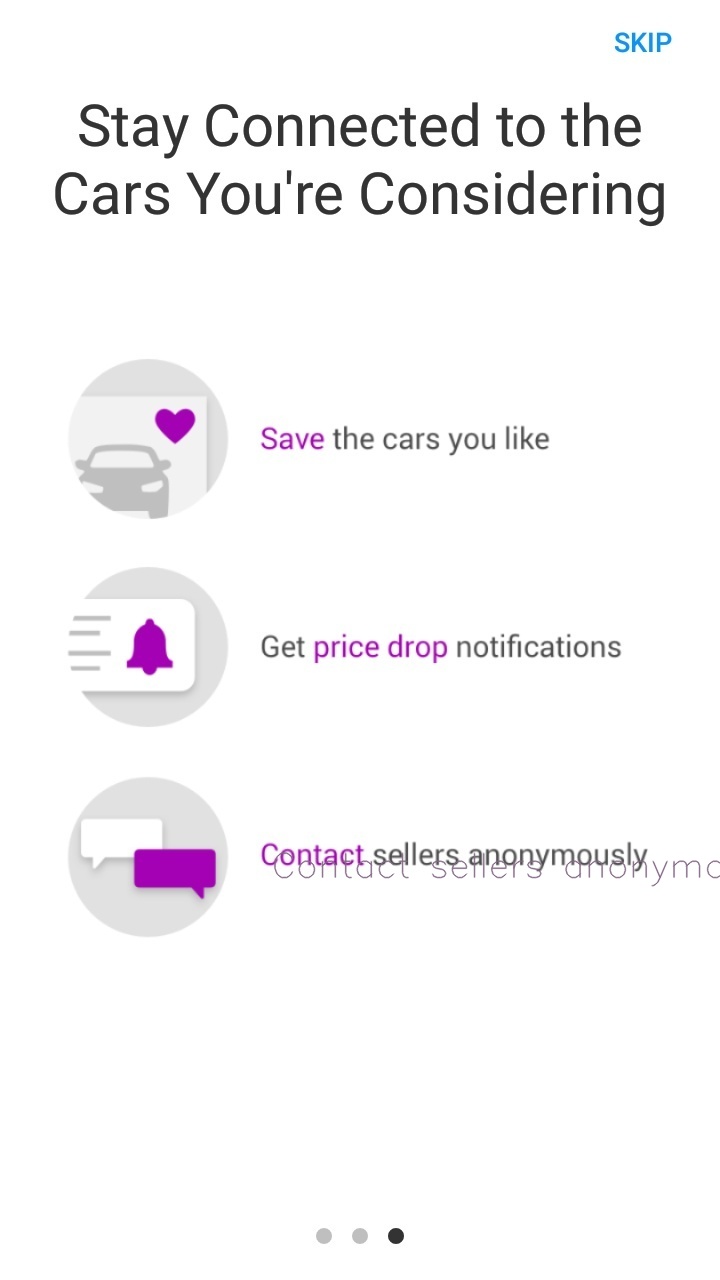 SKIP
Stay Connected to the
Cars You're Considering
Save the cars you like
Get price drop notifications
Contact sellers anonymously
Contact sellers anonymo